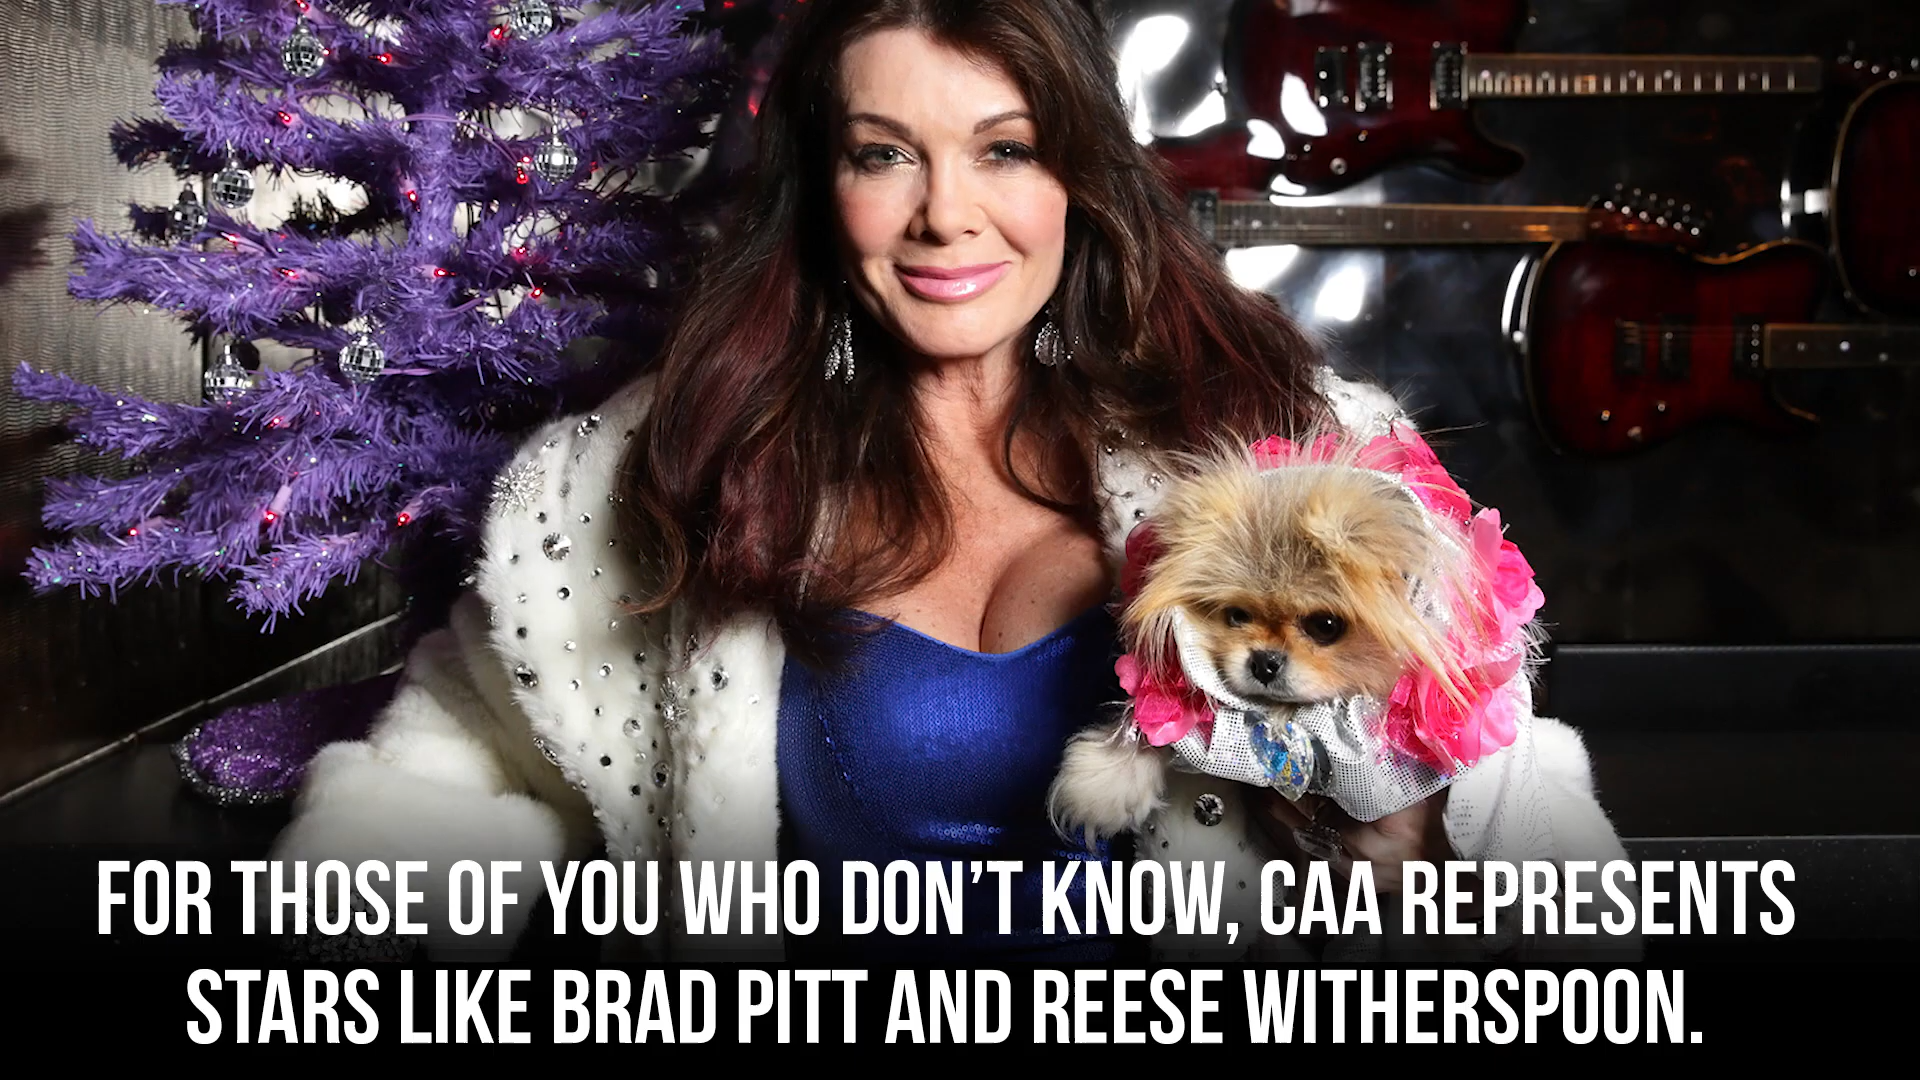 FOR THOSE OF YOU WHO DON'T KNOW, CAA REPRESENTS
STARS LIKE BRAD PITT AND REESE WITHERSPOON.